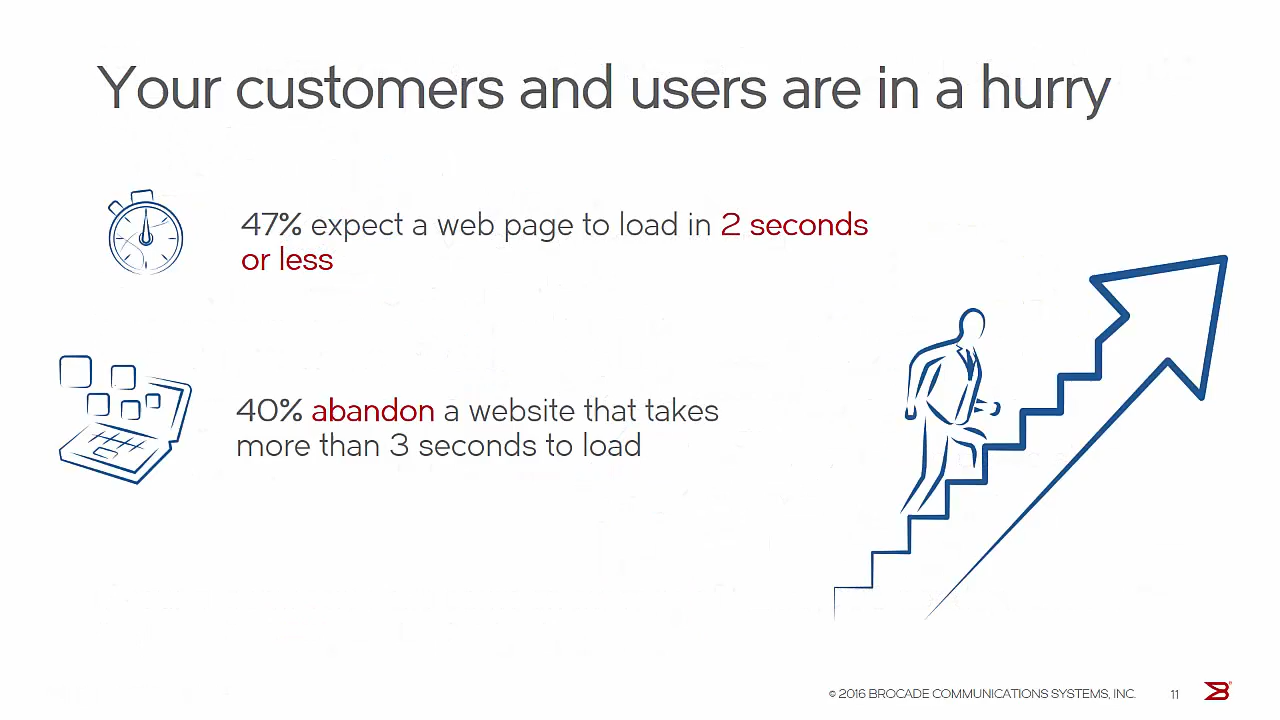 Your customers and users are in a hurry
47% expect a web page to load in 2 seconds
or less
40% abandon a website that takes
more than 3 seconds to load
© 2016 BROCADE COMMUNICATIONS SYSTEMS, INC.
11